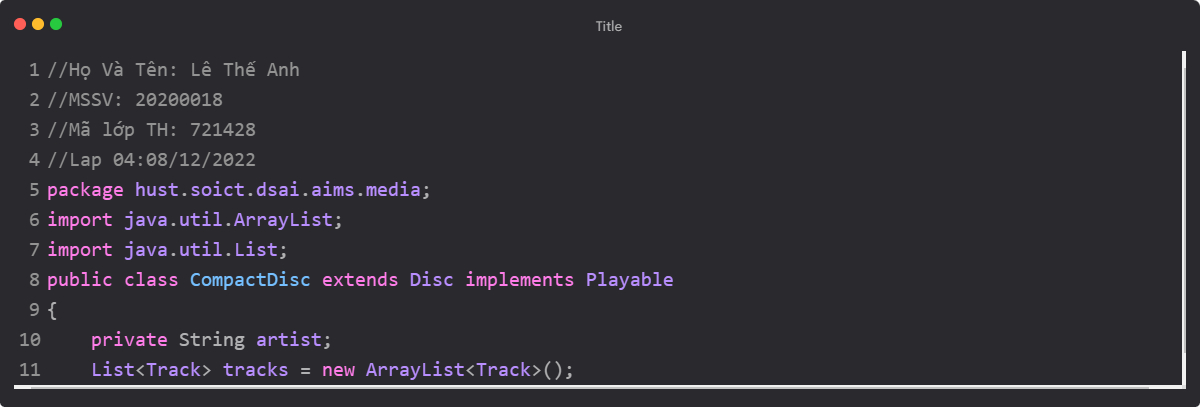 Title
1 //Họ Và Tên: Lê Thế Anh
2 //MSSV: 20200018
3 //Mã lớp TH: 721428
4 //Lap 04:08/12/2022
5 package hust.soict.dsai.aims.media;
6 import java.util.ArrayList;
7 import java.util.List;
8 public class CompactDisc extends Disc implements Playable
9 {
10     private String artist;
11     List<Track> tracks = new ArrayList<Track>();